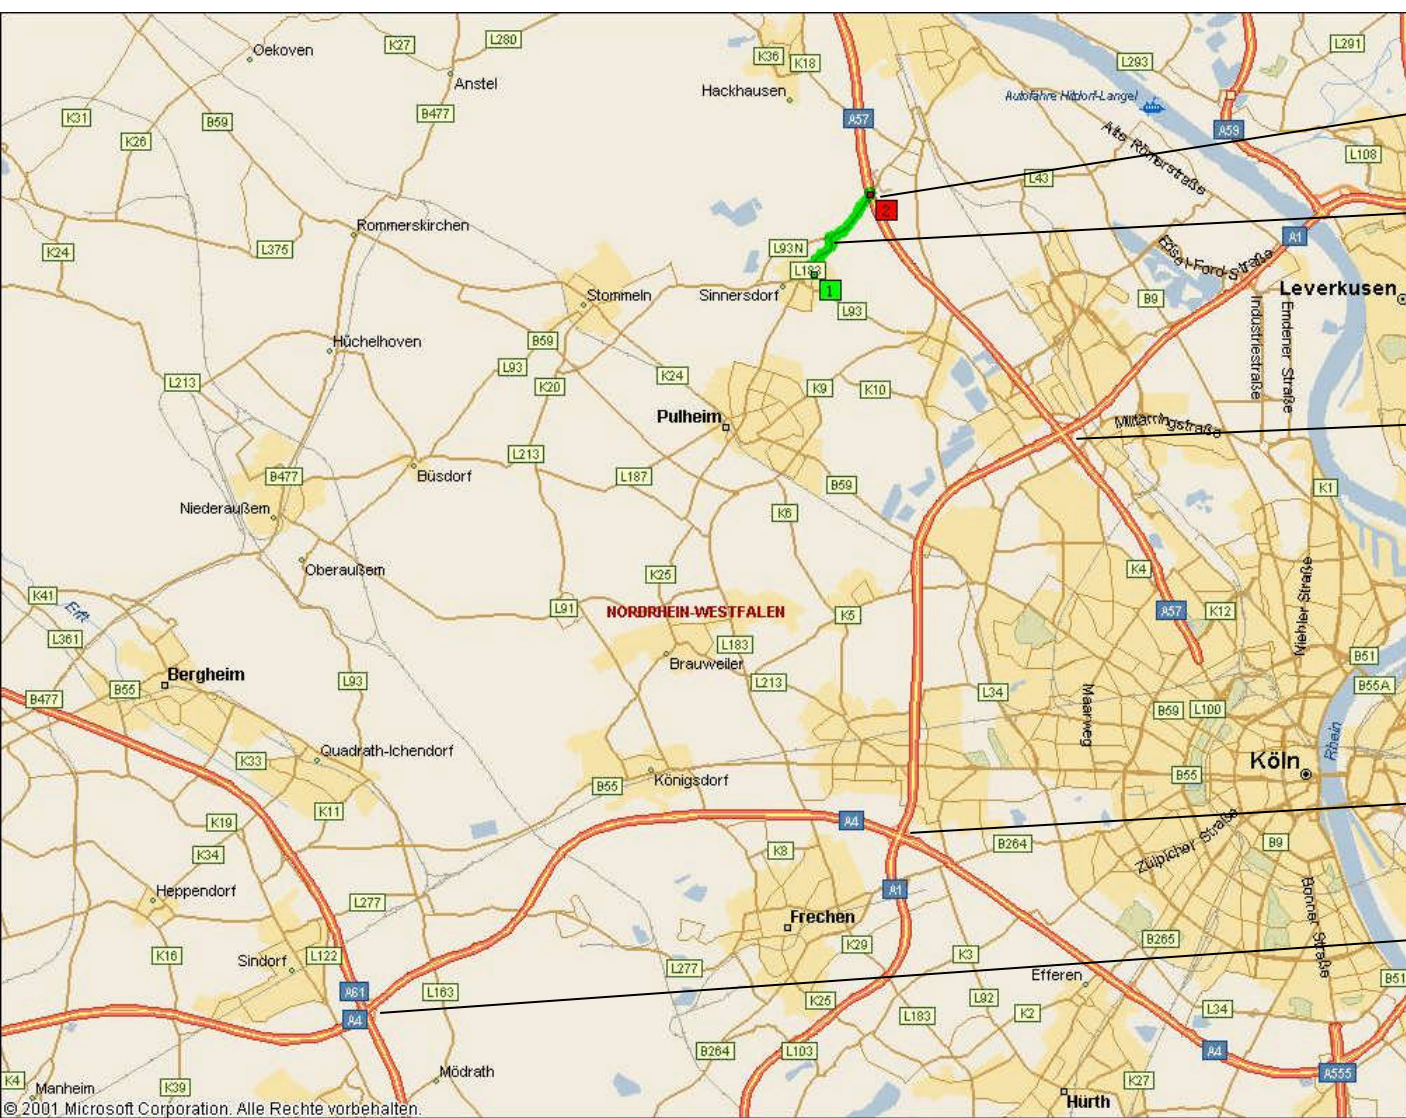 Oekoven
K27
L280
Anstel
K36
K18
Hackhausen
L293
L291
Autofähre Hitdorf-Langel
K31
K26
B59
B477
A57
Alte Römerstraße
A59
L108
L43
K24
L375
Rommerskirchen
2
L93N
L183
1
Sinnersdorf
Stommeln
L93
A1
Edsel-Ford-Straße
B9
Leverkusen
Industriestraße
Emdener Straße
Hüchelhoven
B59
L93
K20
K24
K9
K10
L213
Pulheim
Militärringstraße
B477
Büsdorf
L213
L187
B59
K1
Niederaußem
K6
Oberaußem
K25
K4
K41
Erft
L91
NORDRHEIN-WESTFALEN
K5
A57
K12
Niehler Straße
L361
L183
Brauweiler
B51
Bergheim
B55
B477
L93
L213
L34
Maarweg
B59
L100
B55A
Rhein
K33
Quadrath-Ichendorf
Königsdorf
B55
B55
Köln
K19
K11
A4
K34
K8
B264
Zülpicher Straße
B9
Heppendorf
L277
A1
Bonner Straße
Frechen
K29
B265
K16
Sindorf
L122
L277
K3
Efferen
B51
A61
L163
A4
K25
L183
L92
K2
L34
B264
L103
A4
A555
K4
Manheim
K39
Mödrath
K27
Hürth
© 2001 Microsoft Corporation. Alle Rechte vorbehalten.